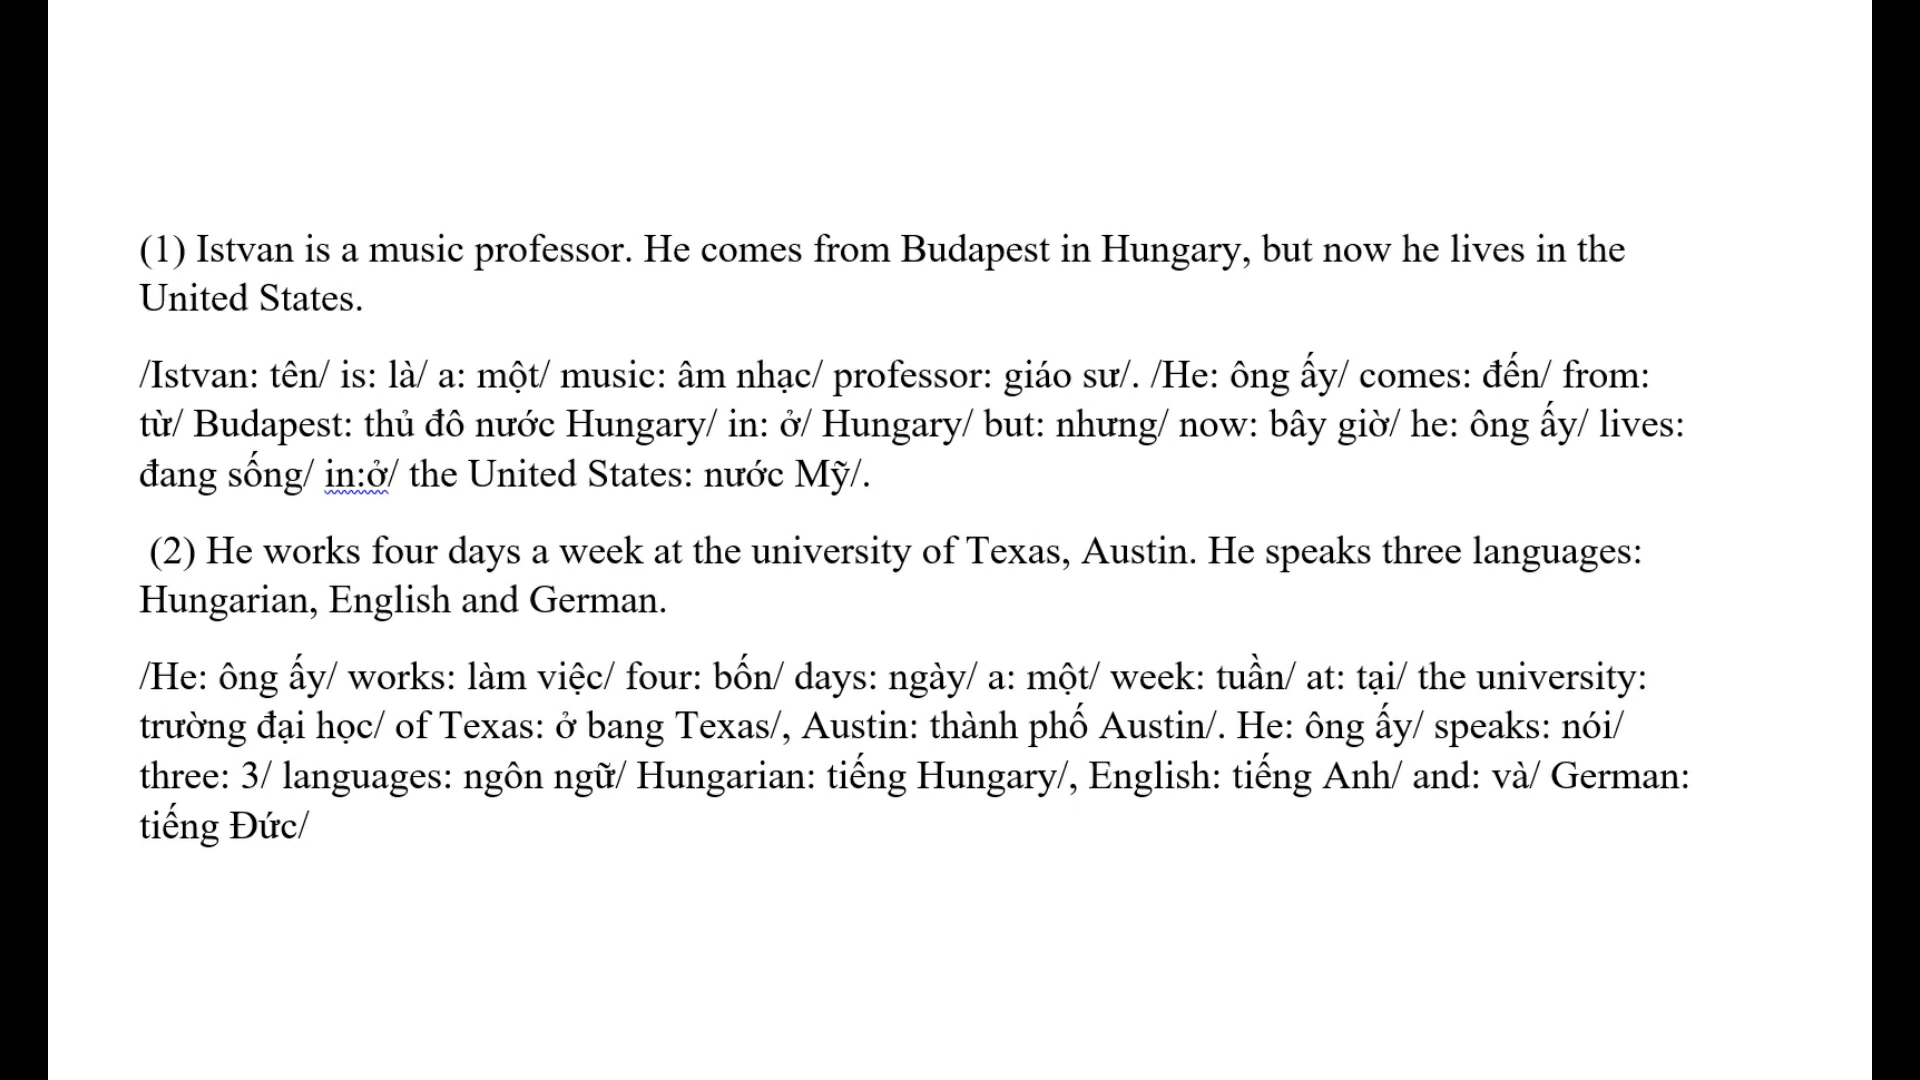 (1) Istvan is a music professor. He comes from Budapest in Hungary, but now he lives in the
United States.
/Istvan: tên/ is: là/ a: một/ music: âm nhạc/ professor: giáo sư/. /He: ông ấy/ comes: đến/ from:
từ/ Budapest: thủ đô nước Hungary/ in: ở/ Hungary/ but: nhưng/ now: bây giờ/ he: ông ấy/ lives:
đang sống/ in:ở/ the United States: nước Mỹ/.
(2) He works four days a week at the university of Texas, Austin. He speaks three languages:
Hungarian, English and German.
/He: ông ấy/ works: làm việc/ four: bốn/ days: ngày/ a: một/ week: tuần/ at: tại/ the university:
trường đại học/ of Texas: ở bang Texas/, Austin: thành phố Austin/. He: ông ấy/ speaks: nói/
three: 3/ languages: ngôn ngữ/ Hungarian: tiếng Hungary/, English: tiếng Anh/ and: và/ German:
tiếng Đức/